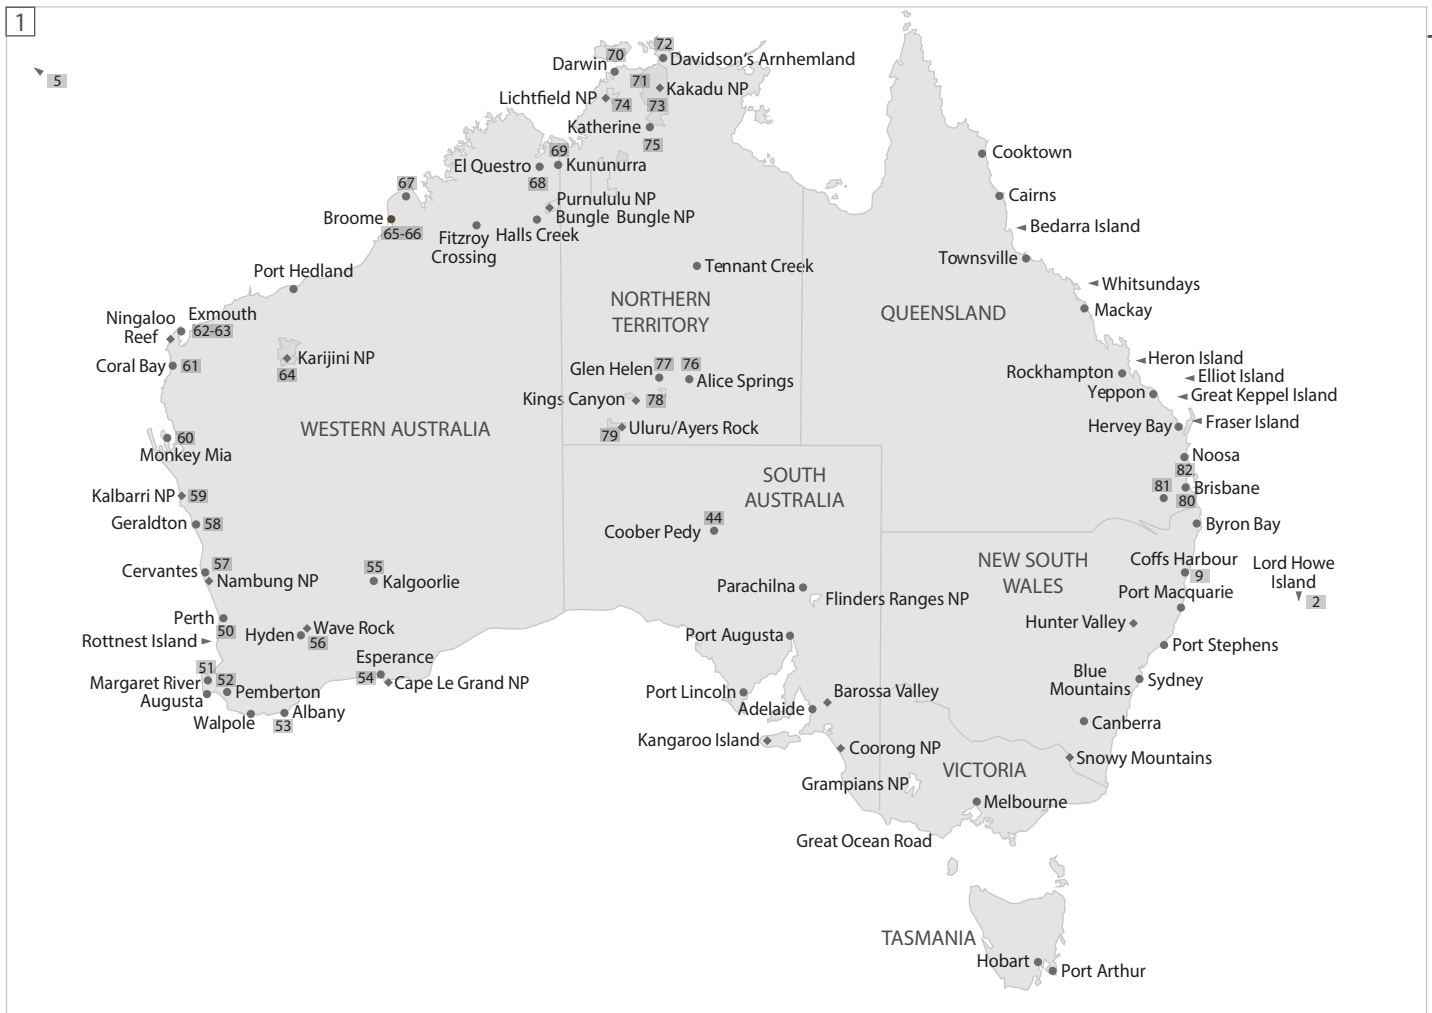 1
5
72
70
Davidson's Arnhemland
Darwin
71
Kakadu NP
Lichtfield NP
74
73
Katherine
75
Cooktown
69
El Questro
Kununurra
67
68
Cairns
Purnululu NP
Broome
Bungle Bungle NP
65-66
Fitzroy
Crossing
Halls Creek
Bedarra Island
Townsville
Tennant Creek
Port Hedland
Whitsundays
NORTHERN
TERRITORY
QUEENSLAND
Mackay
Ningaloo
Reef
Exmouth
62-63
Karijini NP
64
Coral Bay
61
Glen Helen
77
76
Alice Springs
Heron Island
Rockhampton
Elliot Island
Yeppon
Great Keppel Island
Kings Canyon
78
WESTERN AUSTRALIA
79
Uluru/Ayers Rock
Hervey Bay
Fraser Island
60
Monkey Mia
Noosa
82
SOUTH
AUSTRALIA
81
Brisbane
80
Kalbarri NP
59
Geraldton
58
44
Coober Pedy
Byron Bay
Coffs Harbour
9
NEW SOUTH
WALES
Lord Howe
Island
2
57
Cervantes
Nambung NP
55
Kalgoorlie
Parachilna
Flinders Ranges NP
Port Macquarie
Perth
50
Hyden
Wave Rock
56
Hunter Valley
Rottnest Island
Port Augusta
Port Stephens
Esperance
54
Cape Le Grand NP
51
52
Margaret River
Pemberton
Augusta
Blue
Mountains
Sydney
Port Lincoln
Barossa Valley
Adelaide
Walpole
Albany
53
Canberra
Kangaroo Island
Coorong NP
Snowy Mountains
VICTORIA
Grampians NP
Melbourne
Great Ocean Road
TASMANIA
Hobart
Port Arthur